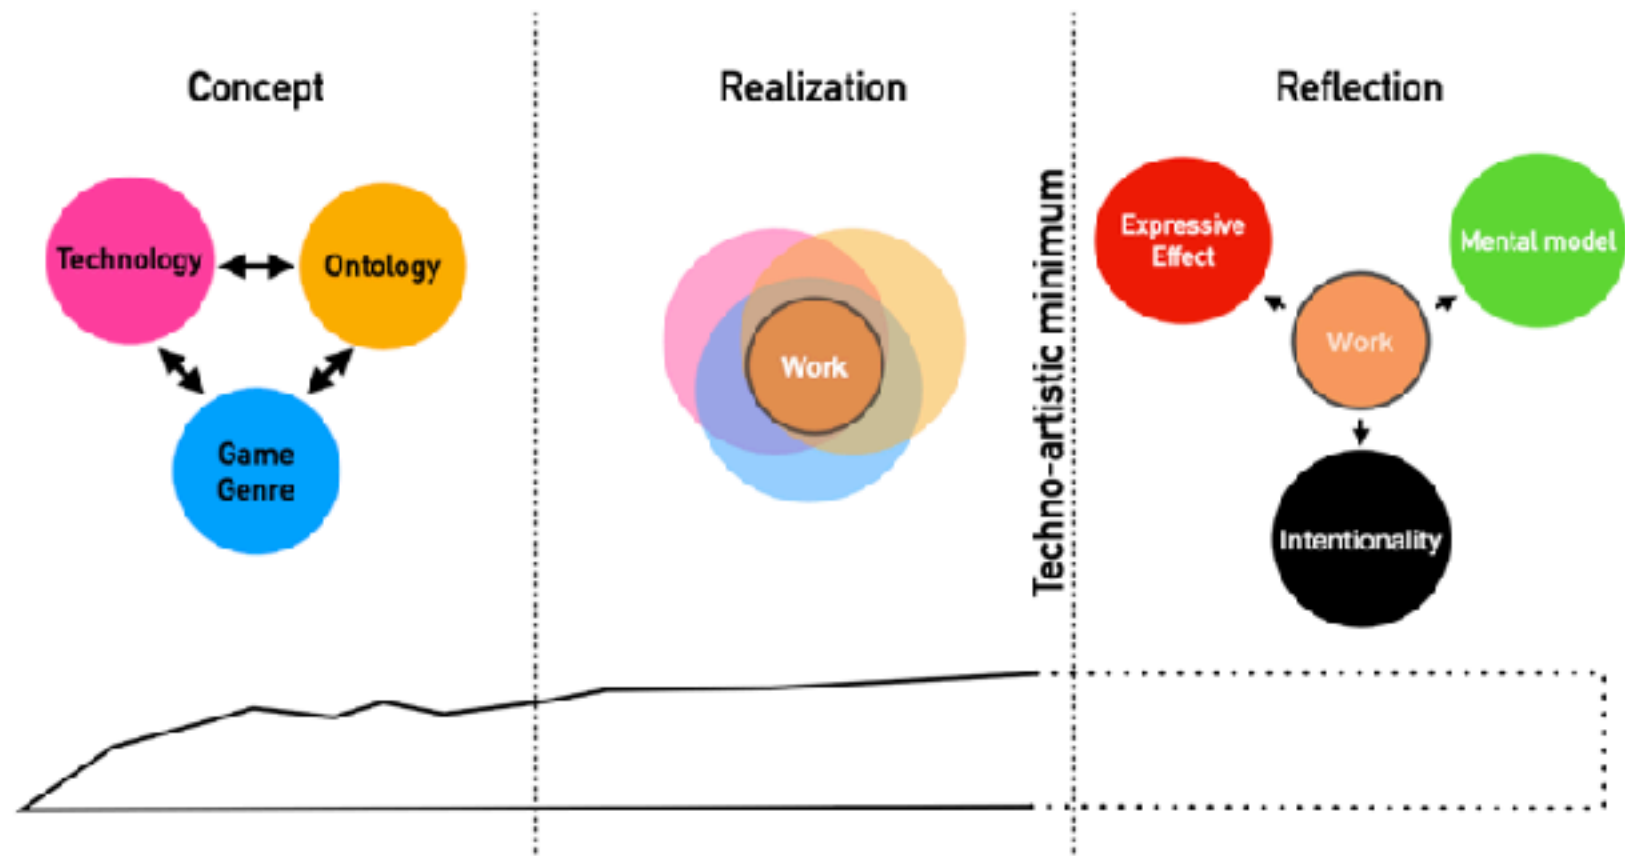 Concept
Technology
Ontology
Game
Genre
Realization
Work
Techno-artistic minimum
Reflection
Expressive
Effect
Mental model
Work
Intentionality